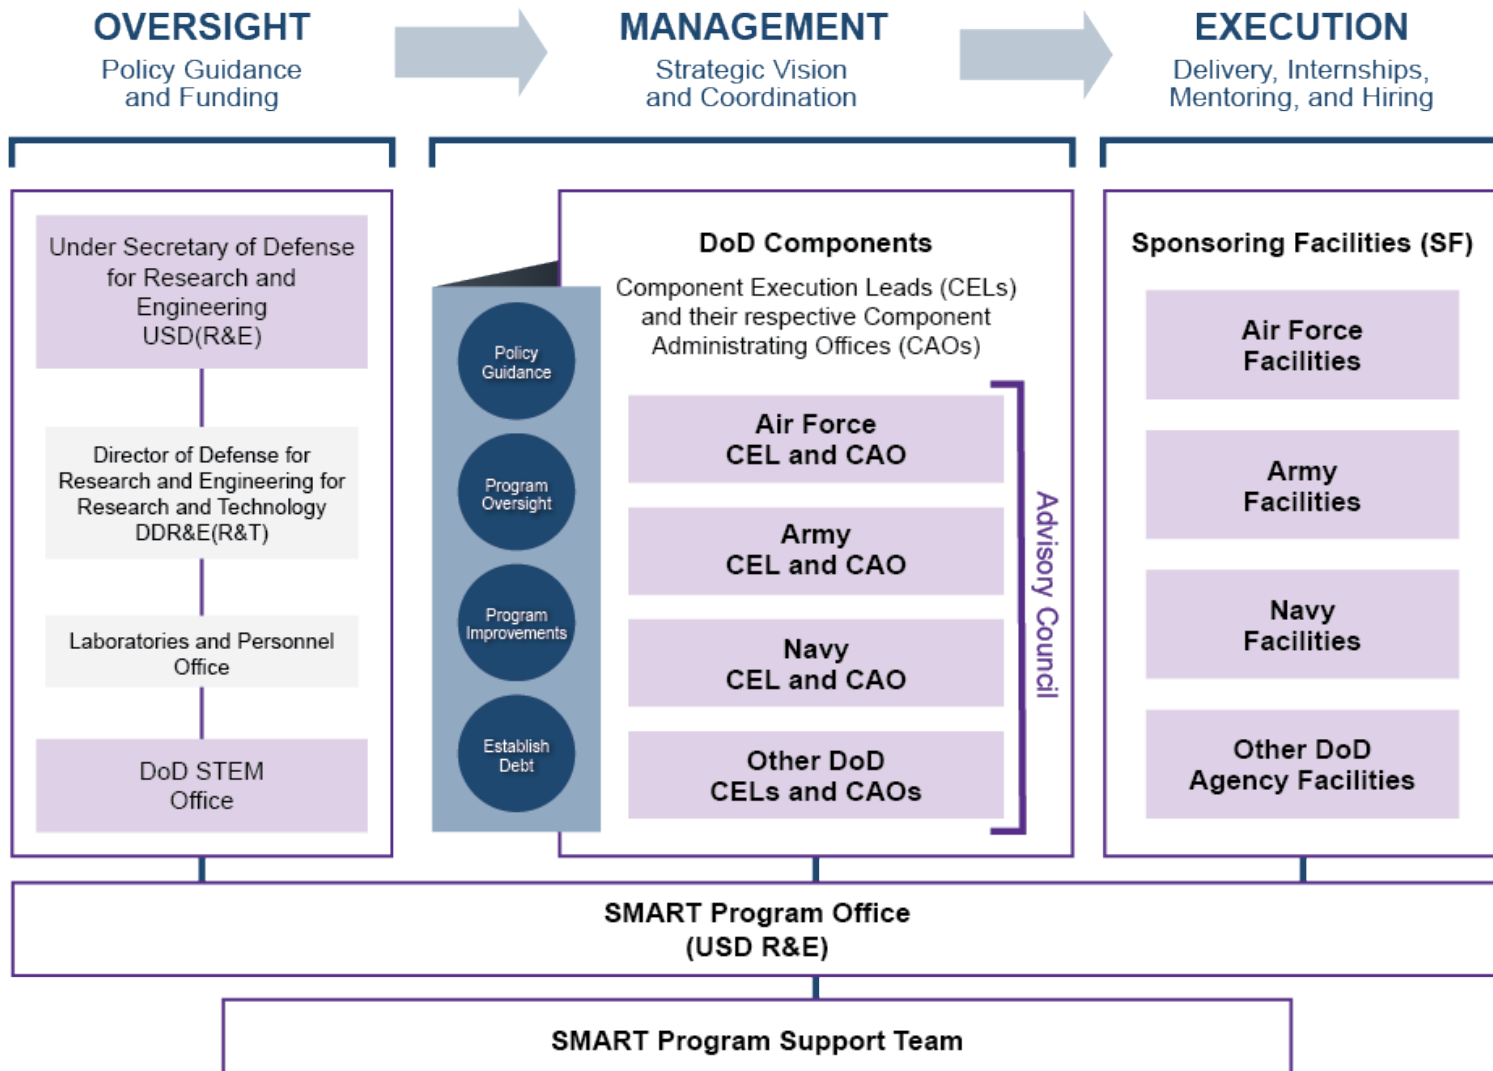 OVERSIGHT
Policy Guidance
and Funding
MANAGEMENT
Strategic Vision
and Coordination
EXECUTION
Delivery, Internships,
Mentoring, and Hiring
Under Secretary of Defense
for Research and
Engineering
USD(R&E)
Director of Defense for
Research and Engineering for
Research and Technology
DDR&E(R&T)
Laboratories and Personnel
Office
DoD STEM
Office
Policy
Guidance
Program
Oversight
Program
Improvements
Establish
Debt
DoD Components
Component Execution Leads (CELs)
and their respective Component
Administrating Offices (CAOs)
Air Force
CEL and CAO
Army
CEL and CAO
Navy
CEL and CAO
Other DoD
CELs and CAOs
Advisory Council
Sponsoring Facilities (SF)
Air Force
Facilities
Army
Facilities
Navy
Facilities
Other DoD
Agency Facilities
SMART Program Office
(USD R&E)
SMART Program Support Team